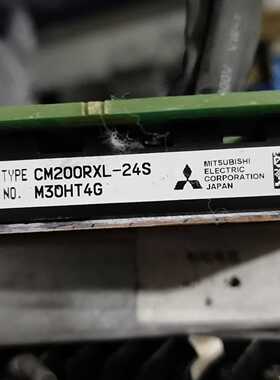 TYPE CM200RXL-24S
NO. M30HT4G
MITSUBISHI
ELECTRIC
CORPORATION
JAPAN